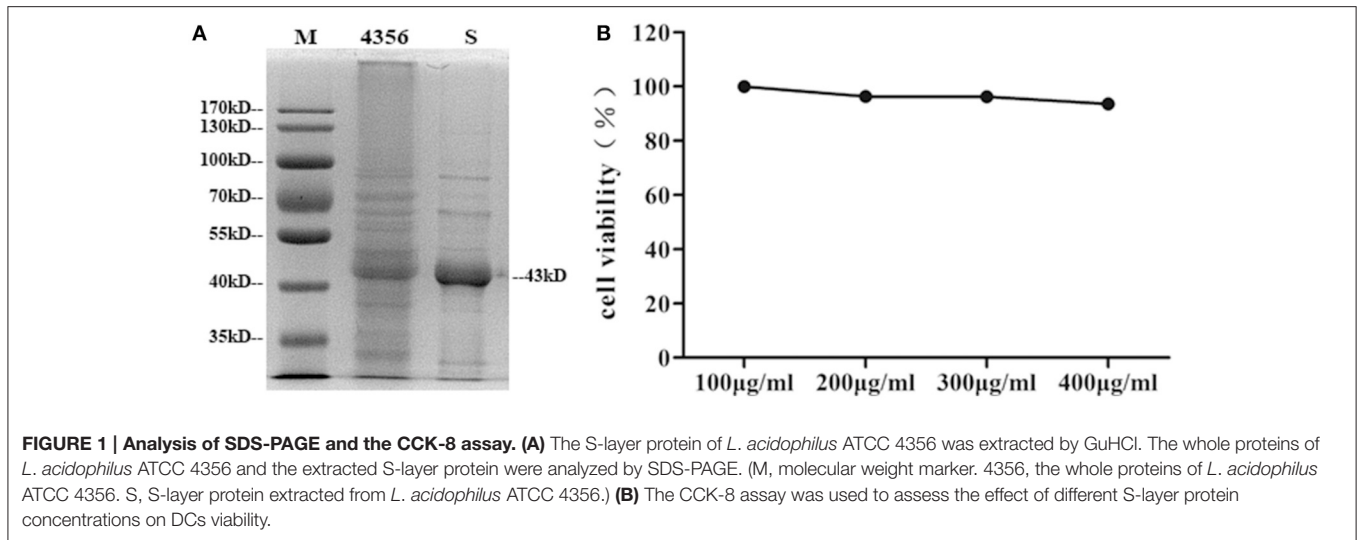 A
M 4356 S
170kD--
130kD--
100kD--
70kD--
55kD--
40kD--
35kD--
--43kD
B
cell viability ( % )
120
100
80
60
40
20
0
100µg/ml 200µg/ml 300µg/ml 400µg/ml
FIGURE 1 | Analysis of SDS-PAGE and the CCK-8 assay. (A) The S-layer protein of L. acidophilus ATCC 4356 was extracted by GuHCl. The whole proteins of
L. acidophilus ATCC 4356 and the extracted S-layer protein were analyzed by SDS-PAGE. (M, molecular weight marker. 4356, the whole proteins of L. acidophilus
ATCC 4356. S, S-layer protein extracted from L. acidophilus ATCC 4356.) (B) The CCK-8 assay was used to assess the effect of different S-layer protein
concentrations on DCs viability.